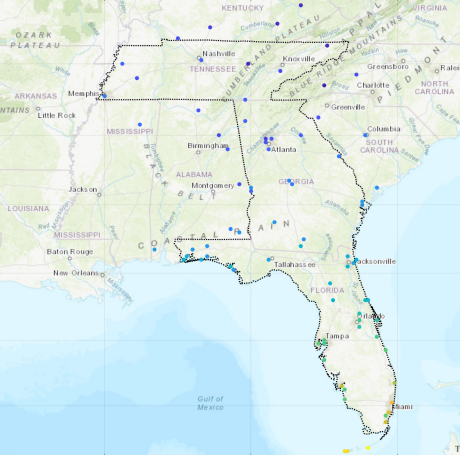 KENTUCKY
VIRGINIA
OZARK
PLATEAU
Nashville
TENNESSEE
CUMBERLAND PLATEAU
Knoxville
BLUE RIDGE MOUNTAINS
Greensboro
Raleig
Charlotte
NORTH
CAROLINA
PIEDMONT
ARKANSAS
Memphis
Little Rock
Greenville
MISSISSIPPI
Birmingham
Atlanta
Columbia
SOUTH
CAROLINA
ALABAMA
BLACK BELT
Montgomery
GEORGIA
Jackson
LOUISIANA
COASTAL PLAIN
Baton Rouge
New Orleans
Tallahassee
Jacksonville
FLORIDA
Orlando
Tampa
Gulf of
Mexico
Miami